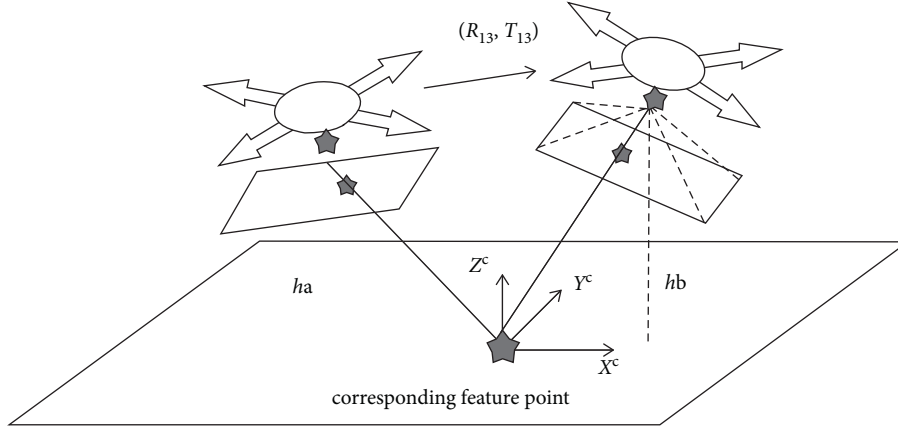 (R₁₃, T₁₃)
Zᶜ
ha
Yᶜ
hb
Xᶜ
corresponding feature point